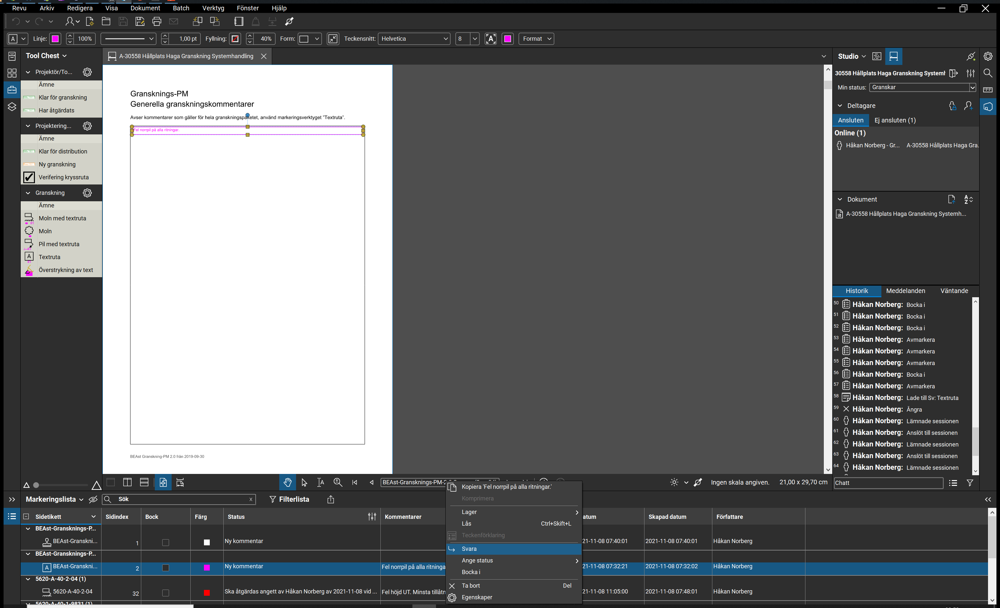 Revu Arkiv Redigera Visa Dokument Batch Verktyg Fönster Hjälp
Linje: 100% 1,00 pt Fyllning: 40% Form: Teckensnitt: Helvetica 8 Format
Tool Chest
Projektör/To...
Ämne
Klar för granskning
Har åtgärdats
Projektering...
Ämne
Klar för distribution
Ny granskning
Verifering kryssruta
Granskning
Ämne
Moln med textruta
Moln
Pil med textruta
Textruta
Överstrykning av text
A-30558 Hållplats Haga Granskning Systemhandling
Gransknings-PM
Generella granskningskommentarer
Avser kommentarer som gäller för hela granskningspaketet, använd markeringsverktyget "Textruta".
Fel norrpil på alla ritningar.
BEAst Granskning-PM 2.0 från 2019-09-30
Studio
30558 Hållplats Haga Granskning Systemh
Min status: Granskar
Deltagare
Ansluten Ej ansluten (1)
Online (1)
Håkan Norberg - Gr... A-30558 Hållplats Haga Gra.
Dokument
A-30558 Hållplats Haga Granskning Systemh...
Historik Meddelanden Väntande
50 Håkan Norberg: Bocka i
51 Håkan Norberg: Bocka i
52 Håkan Norberg: Bocka i
53 Håkan Norberg: Avmarkera
54 Håkan Norberg: Avmarkera
55 Håkan Norberg: Avmarkera
56 Håkan Norberg: Bocka i
57 Håkan Norberg: Avmarkera
58 Håkan Norberg: Lade till Sv: Textruta
59 Håkan Norberg: Ångra
60 Håkan Norberg: Lämnade sessionen
61 Håkan Norberg: Anslöt till sessionen
62 Håkan Norberg: Lämnade sessionen
63 Håkan Norberg: Anslöt till sessionen
64 Håkan Norberg: Lämnade sessionen
Chatt
BEAst-Gransknings-PM-2
Ingen skala angiven. 21,00 x 29,70 cm
Markeringslista Sök x Filterlista
Sidetikett Sidindex Bock Färg Status Kommentarer atum Skapad datum Författare
BEAst-Gransknings-P...
BEAst-Granskni... 1 Ny kommentar 21-11-08 07:40:01 2021-11-08 07:40:01 Håkan Norberg
BEAst-Gransknings-P...
BEAst-Granskni... 2 Ny kommentar Fel norrpil på alla ritninga 21-11-08 07:32:21 2021-11-08 07:32:02 Håkan Norberg
5620-A-40-2-04 (1)
5620-A-40-2-04 32 Ska åtgärdas angett av Håkan Norberg av 2021-11-08 vid ... Fel höjd UT. Minsta tillåtn 21-11-08 11:05:00 2021-11-08 07:48:01 Håkan Norberg
5620-A-40-1-9831 (1)
Kopiera 'Fel norrpil på alla ritningar.'
Komprimera
Lager
Lås Ctrl+Skift+L
Teckenförklaring
Svara
Ange status
Bocka i
Ta bort Del
Egenskaper